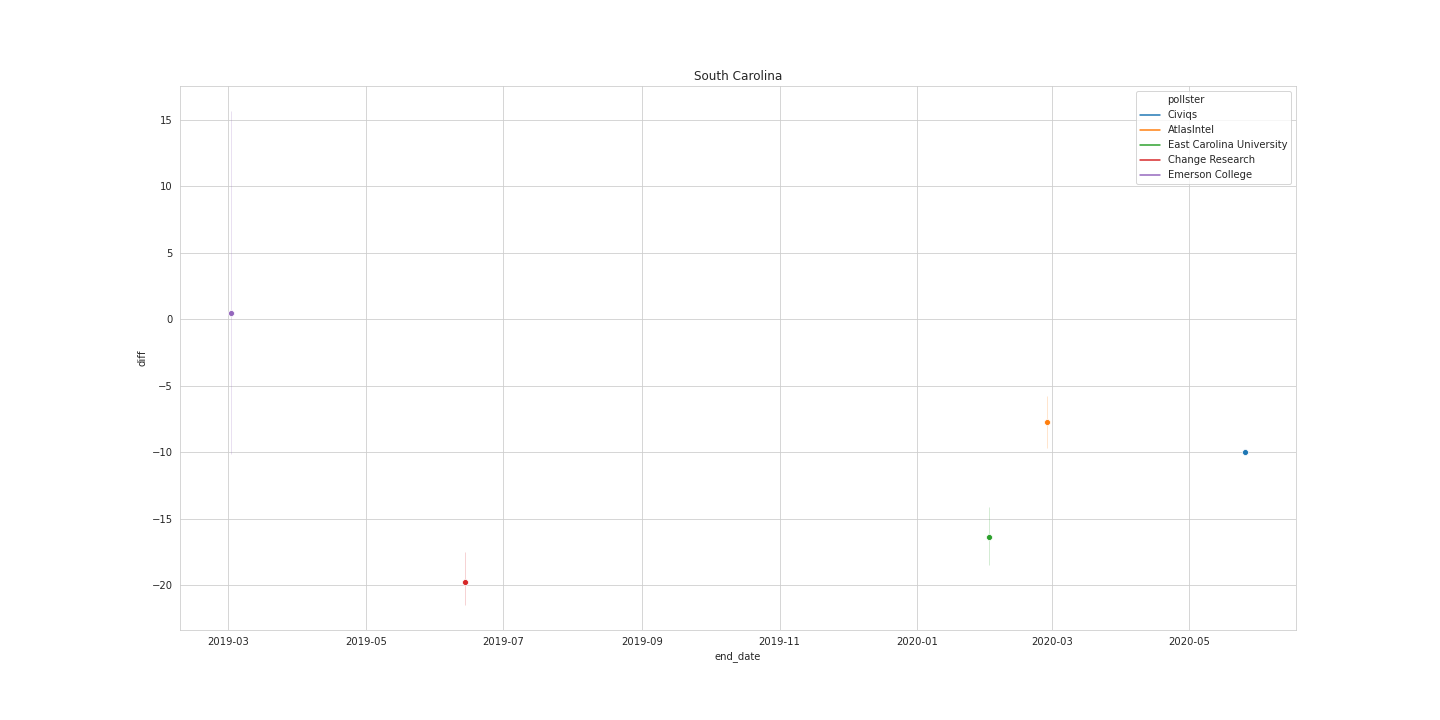 South Carolina
pollster
Civiqs
AtlasIntel
East Carolina University
Change Research
Emerson College
diff
15
10
5
0
−5
−10
−15
−20
2019-03 2019-05 2019-07 2019-09 2019-11 2020-01 2020-03 2020-05
end_date